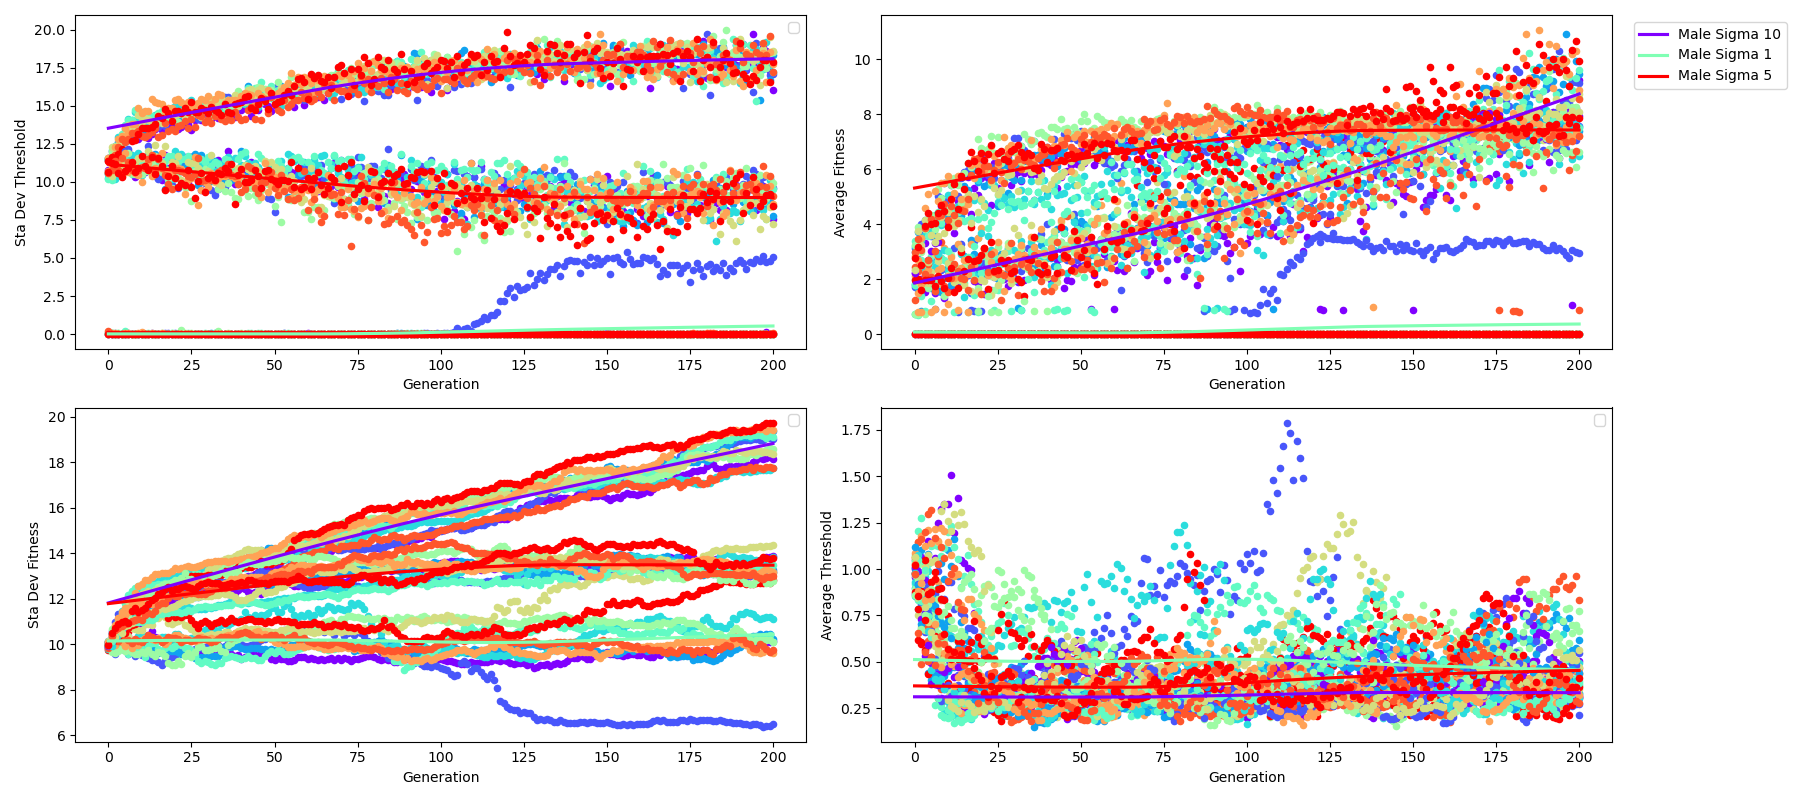 Sta Dev Threshold
20.0
17.5
15.0
12.5
10.0
7.5
5.0
2.5
0.0
0 25 50 75 100 125 150 175 200
Generation
Average Fitness
10
8
6
4
2
0
0 25 50 75 100 125 150 175 200
Generation
Male Sigma 10
Male Sigma 1
Male Sigma 5
Sta Dev Fitness
20
18
16
14
12
10
8
6
0 25 50 75 100 125 150 175 200
Generation
Average Threshold
1.75
1.50
1.25
1.00
0.75
0.50
0.25
0 25 50 75 100 125 150 175 200
Generation